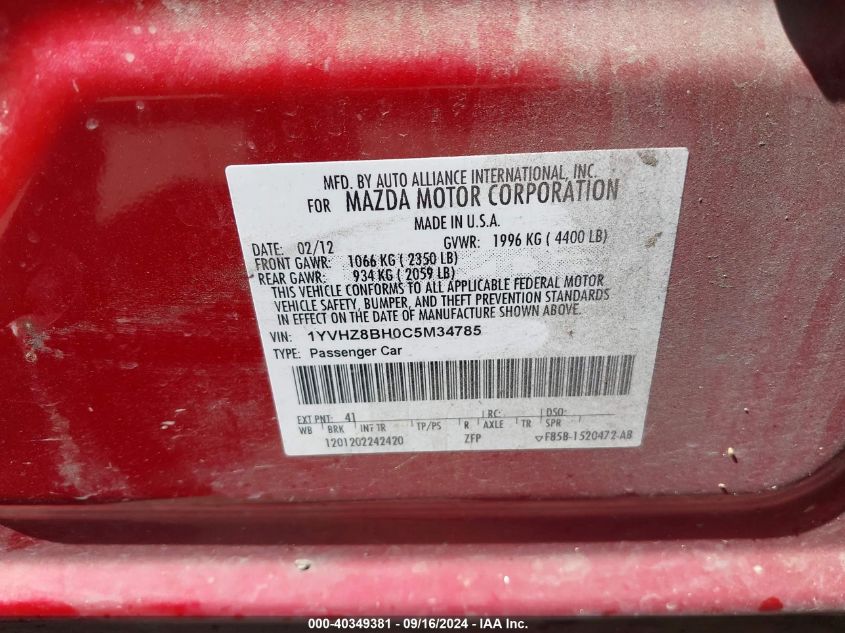 MFD. BY AUTO ALLIANCE INTERNATIONAL, INC.
FOR MAZDA MOTOR CORPORATION
MADE IN U.S.A.
DATE: 02/12 GVWR: 1996 KG ( 4400 LB)
FRONT GAWR: 1066 KG ( 2350 LB)
REAR GAWR: 934 KG ( 2059 LB)
THIS VEHICLE CONFORMS TO ALL APPLICABLE FEDERAL MOTOR
VEHICLE SAFETY, BUMPER, AND THEFT PREVENTION STANDARDS
IN EFFECT ON THE DATE OF MANUFACTURE SHOWN ABOVE.
VIN: 1YVHZ8BH0C5M34785
TYPE: Passenger Car
EXT PNT: 41 RC: DSO:
WB BRK INT TR TP/PS R AXLE TR SPR
1201202242420 ZFP F85B-1520472-AB
000-40349381 - 09/16/2024 - IAA Inc.